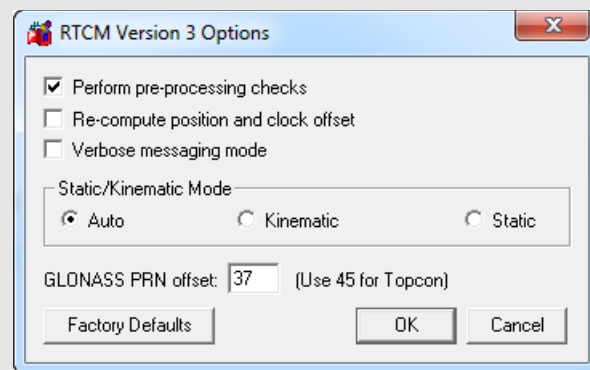 RTCM Version 3 Options
Perform pre-processing checks
Re-compute position and clock offset
Verbose messaging mode
Static/Kinematic Mode
Auto Kinematic Static
GLONASS PRN offset: 37 (Use 45 for Topcon)
Factory Defaults OK Cancel